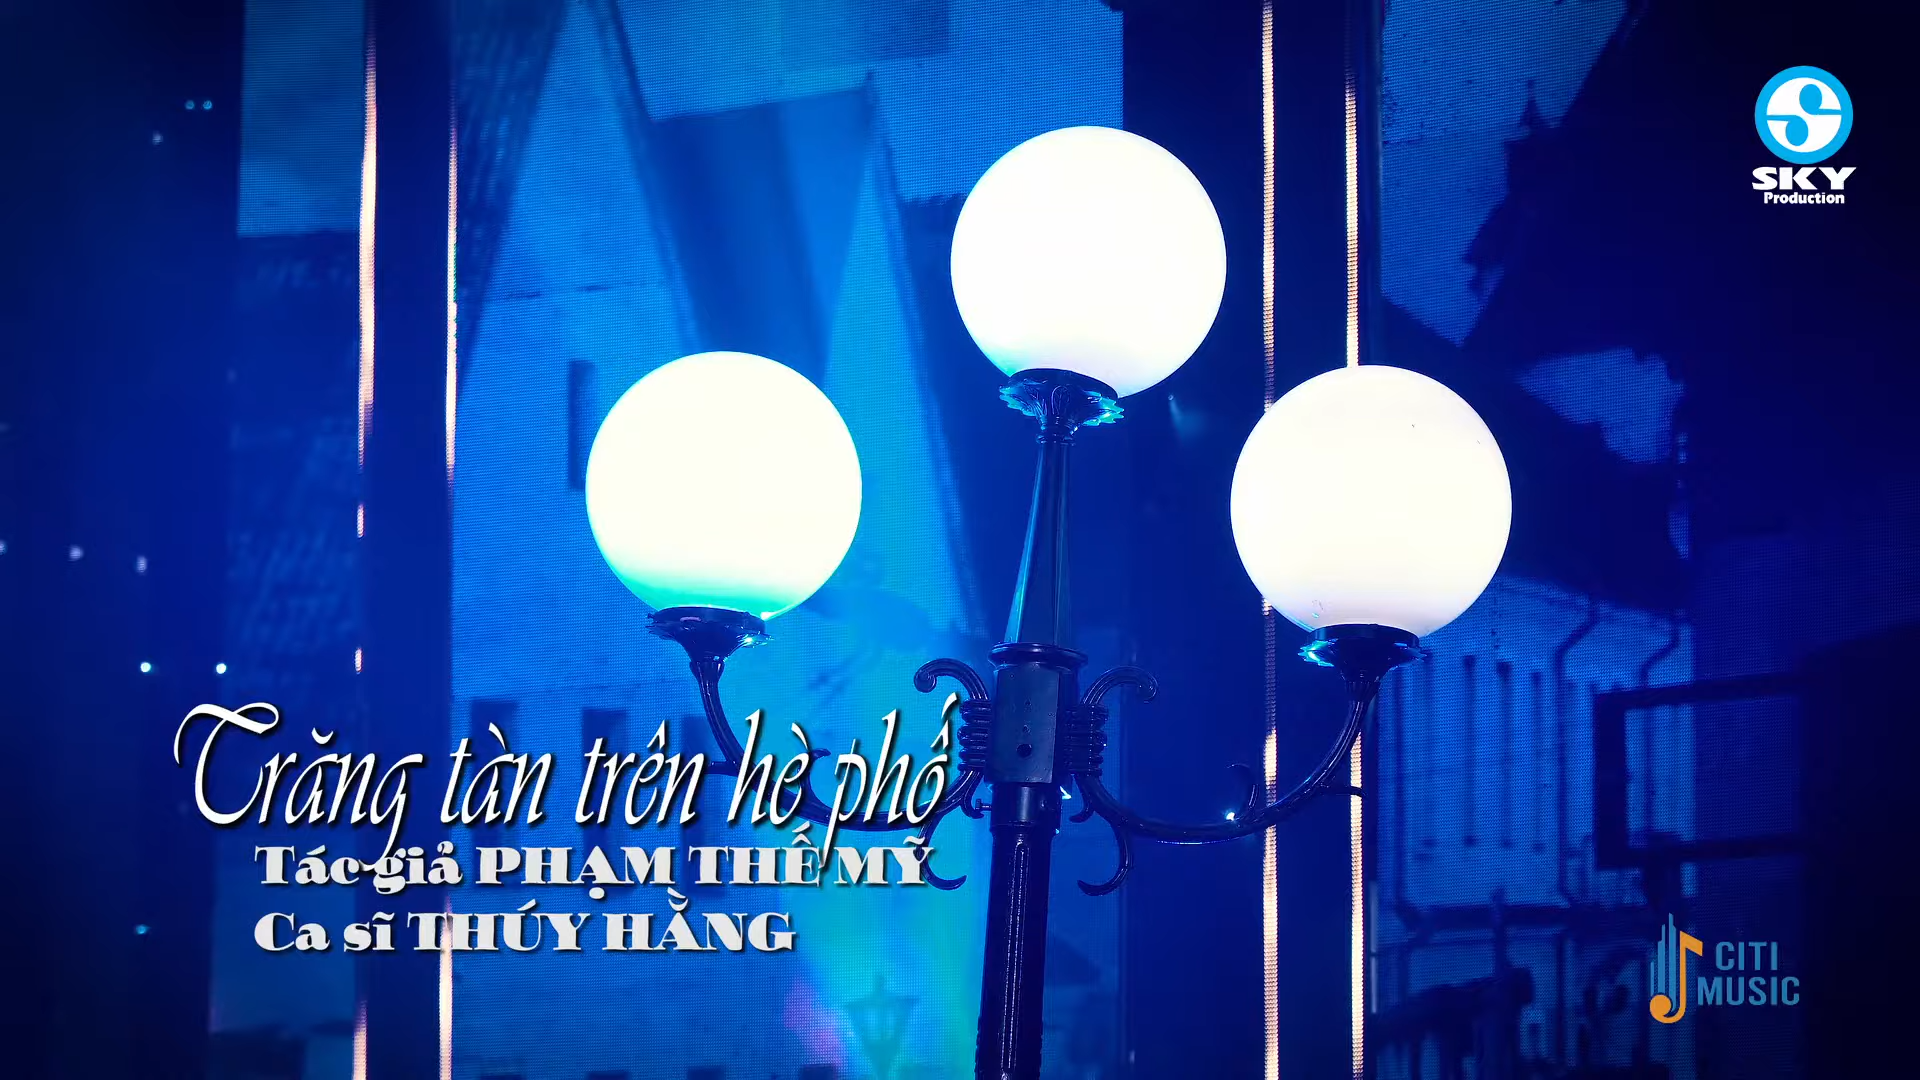 SKY
Production
Trăng tàn trên hè phố
Tác giả PHẠM THẾ MỸ
Ca sĩ THÚY HẰNG
CITI
MUSIC